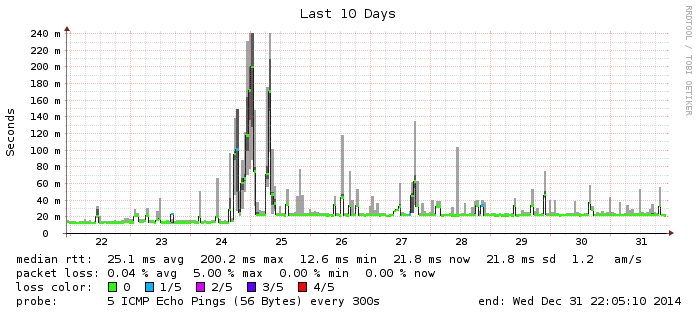 Last 10 Days
RRDTOOL / TOBI OETIKER
Seconds
240 m
220 m
200 m
180 m
160 m
140 m
120 m
100 m
80 m
60 m
40 m
20 m
0
22 23 24 25 26 27 28 29 30 31
median rtt: 25.1 ms avg 200.2 ms max 12.6 ms min 21.8 ms now 21.8 ms sd 1.2 am/s
packet loss: 0.04 % avg 5.00 % max 0.00 % min 0.00 % now
loss color: 0 1/5 2/5 3/5 4/5
probe: 5 ICMP Echo Pings (56 Bytes) every 300s end: Wed Dec 31 22:05:10 2014